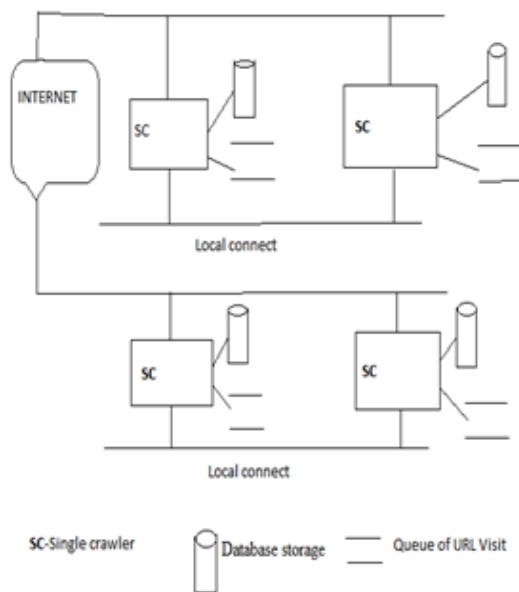 INTERNET
SC
SC
Local connect
SC
SC
Local connect
SC-Single crawler
Database storage
Queue of URL Visit